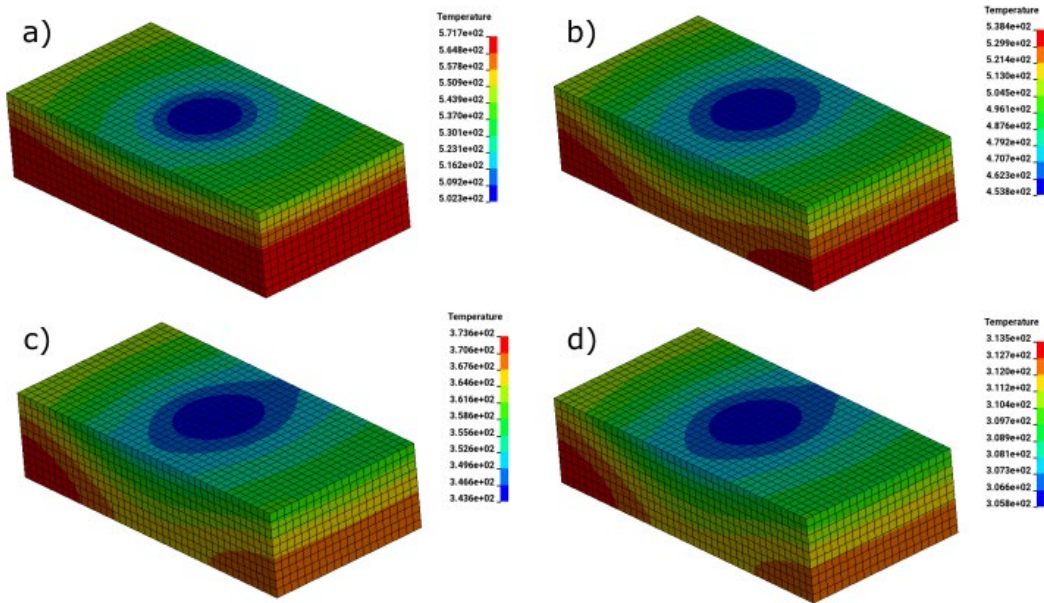 a)
Temperature
5.717e+02
5.648e+02
5.578e+02
5.509e+02
5.439e+02
5.370e+02
5.301e+02
5.231e+02
5.162e+02
5.092e+02
5.023e+02
b)
Temperature
5.384e+02
5.299e+02
5.214e+02
5.130e+02
5.045e+02
4.961e+02
4.876e+02
4.792e+02
4.707e+02
4.623e+02
4.538e+02
c)
Temperature
3.736e+02
3.706e+02
3.676e+02
3.646e+02
3.616e+02
3.586e+02
3.556e+02
3.526e+02
3.496e+02
3.466e+02
3.436e+02
d)
Temperature
3.135e+02
3.127e+02
3.120e+02
3.112e+02
3.104e+02
3.097e+02
3.089e+02
3.081e+02
3.073e+02
3.066e+02
3.058e+02